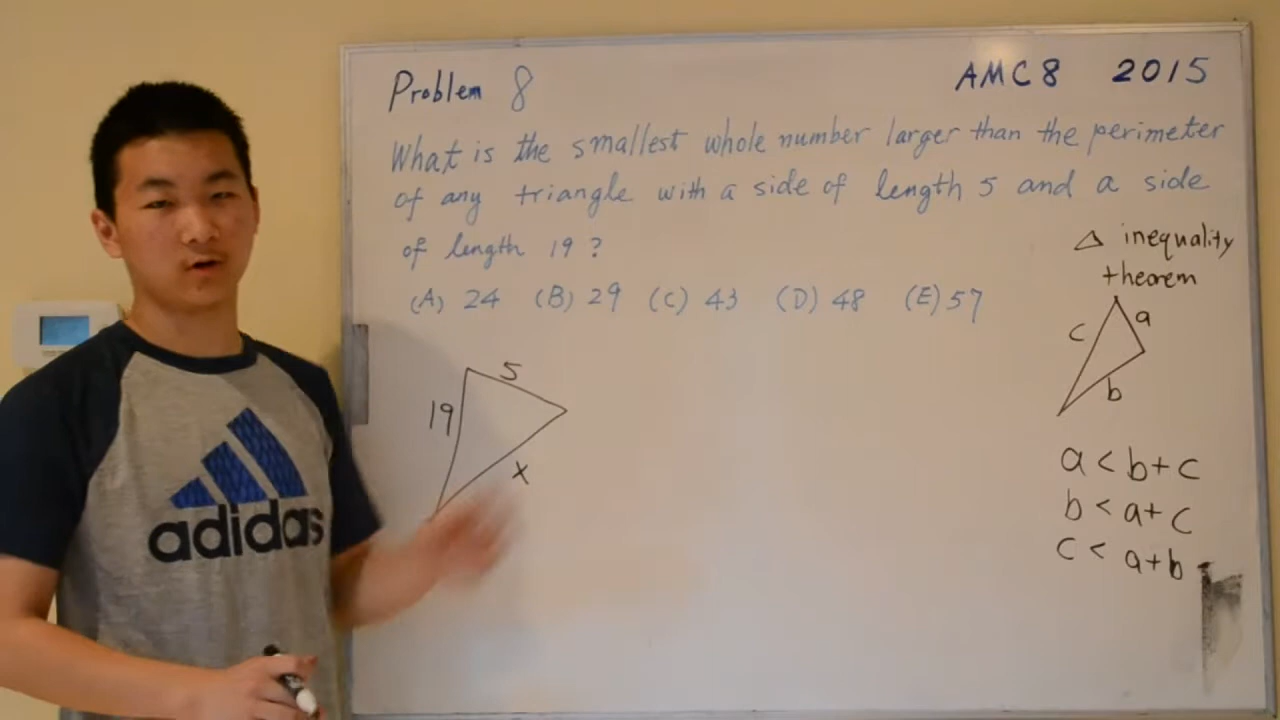 Problem 8
AMC8 2015
What is the smallest whole number larger than the perimeter
of any triangle with a side of length 5 and a side
of length 19 ?
(A) 24 (B) 29 (C) 43 (D) 48 (E) 57
△ inequality
theorem
c
a
b
a < b+c
b < a+c
c < a+b
5
19
x
adidas